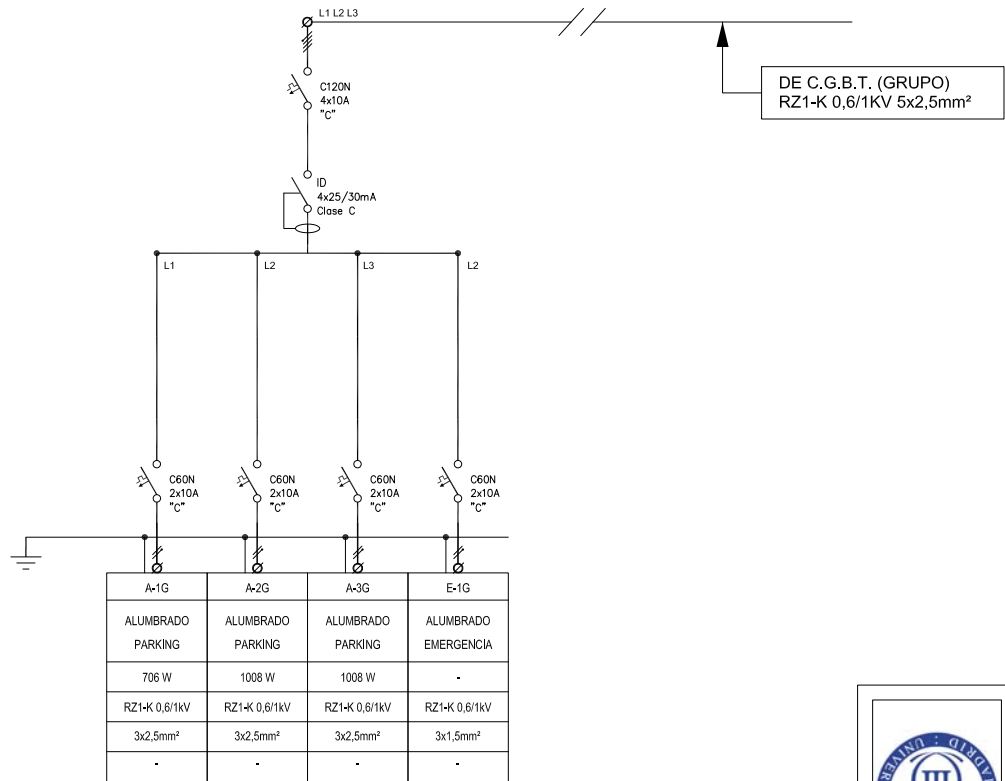 L1 L2 L3
DE C.G.B.T. (GRUPO)
RZ1-K 0,6/1KV 5x2,5mm²
C120N
4x10A
"C"
ID
4x25/30mA
Clase C
L1 L2 L3 L2
C60N C60N C60N C60N
2x10A 2x10A 2x10A 2x10A
"C" "C" "C" "C"
A-1G A-2G A-3G E-1G
ALUMBRADO ALUMBRADO ALUMBRADO ALUMBRADO
PARKING PARKING PARKING EMERGENCIA
706 W 1008 W 1008 W -
RZ1-K 0,6/1kV RZ1-K 0,6/1kV RZ1-K 0,6/1kV RZ1-K 0,6/1kV
3x2,5mm² 3x2,5mm² 3x2,5mm² 3x1,5mm²
- - - -
UNIVER
ADRID
III